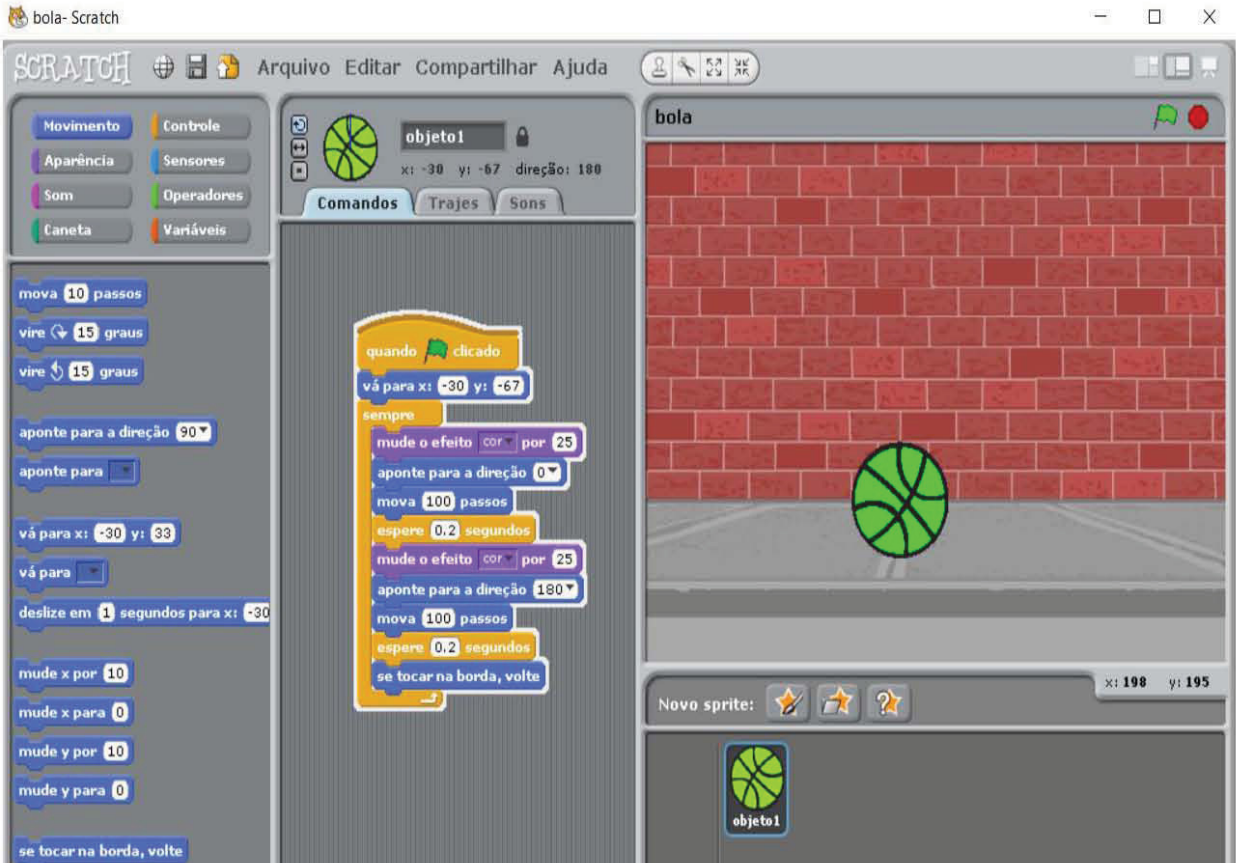 bola- Scratch
SCRATCH Arquivo Editar Compartilhar Ajuda
Movimento Controle
Aparência Sensores
Som Operadores
Caneta Variáveis
mova 10 passos
vire 15 graus
vire 15 graus
aponte para a direção 90
aponte para
vá para x: -30 y: 33
vá para
deslize em 1 segundos para x: -30
mude x por 10
mude x para 0
mude y por 10
mude y para 0
se tocar na borda, volte
objeto1
x: -30 y: -67 direção: 180
Comandos Trajes Sons
quando clicado
vá para x: -30 y: -67
sempre
mude o efeito cor por 25
aponte para a direção 0
mova 100 passos
espere 0.2 segundos
mude o efeito cor por 25
aponte para a direção 180
mova 100 passos
espere 0.2 segundos
se tocar na borda, volte
bola
x: 198 y: 195
Novo sprite:
objeto1